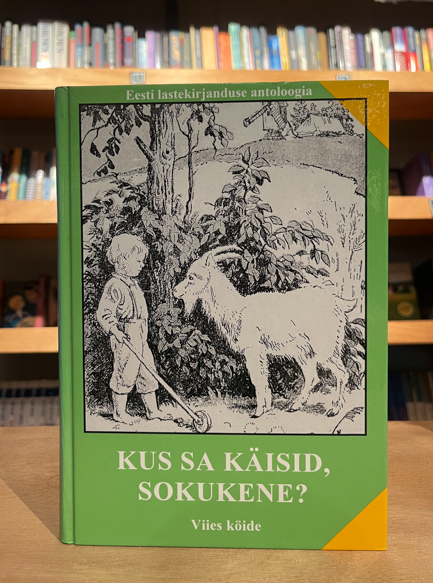 Eesti lastekirjanduse antoloogia
KUS SA KÄISID,
SOKUKENE?
Viies köide